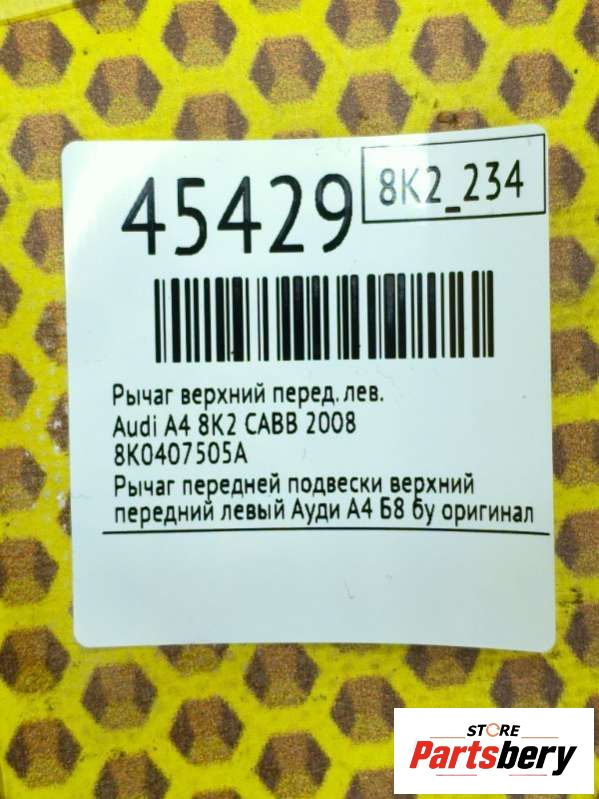 45429
8K2_234
Рычаг верхний перед. лев.
Audi A4 8K2 CABB 2008
8K0407505A
Рычаг передней подвески верхний
передний левый Ауди А4 Б8 бу оригинал
STORE
Partsbery